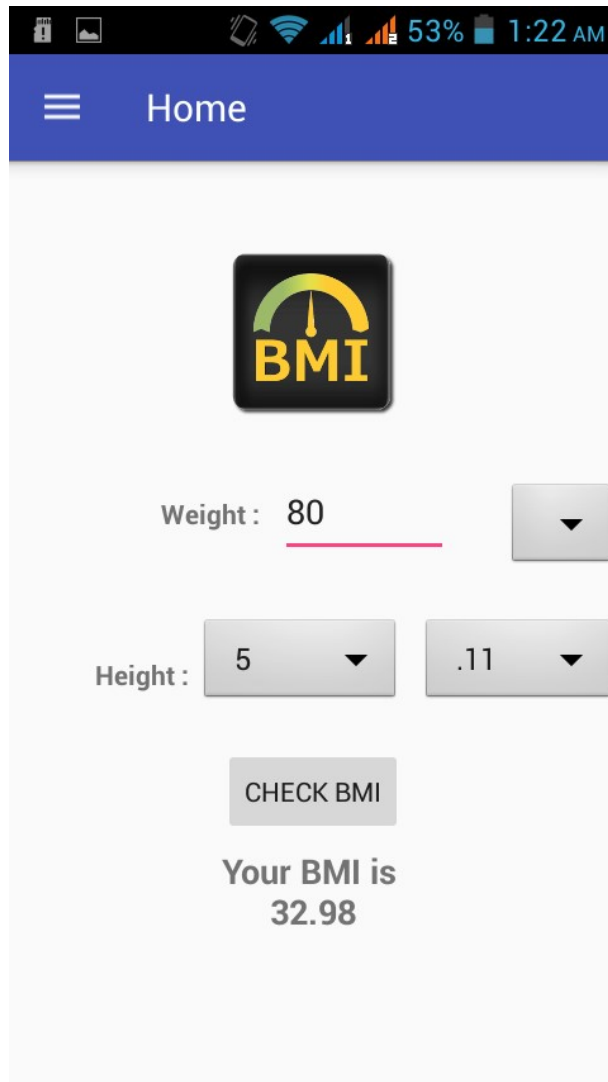 53% 1:22 AM
Home
BMI
Weight : 80
Height : 5 .11
CHECK BMI
Your BMI is
32.98